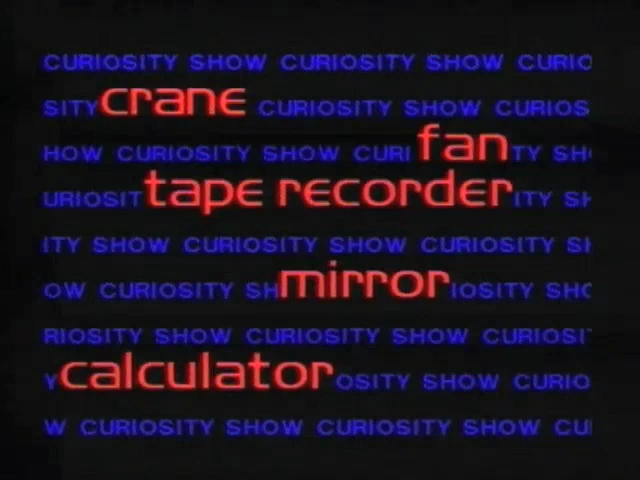 CURIOSITY SHOW CURIOSITY SHOW CURIO
SITY crane CURIOSITY SHOW CURIOS
HOW CURIOSITY SHOW CURI fan TY SH
URIOSIT tape recorder ITY SH
ITY SHOW CURIOSITY SHOW CURIOSITY SH
OW CURIOSITY SH mirror IOSITY SHO
RIOSITY SHOW CURIOSITY SHOW CURIOSIT
Y calculator OSITY SHOW CURIO
W CURIOSITY SHOW CURIOSITY SHOW CU